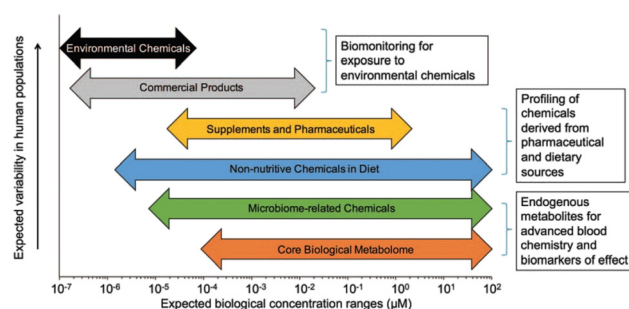 Expected variability in human populations
Environmental Chemicals
Commercial Products
Supplements and Pharmaceuticals
Non-nutritive Chemicals in Diet
Microbiome-related Chemicals
Core Biological Metabolome
Biomonitoring for
exposure to
environmental chemicals
Profiling of
chemicals
derived from
pharmaceutical
and dietary
sources
Endogenous
metabolites for
advanced blood
chemistry and
biomarkers of effect
10⁻⁷ 10⁻⁶ 10⁻⁵ 10⁻⁴ 10⁻³ 10⁻² 10⁻¹ 10⁰ 10¹ 10²
Expected biological concentration ranges (μM)